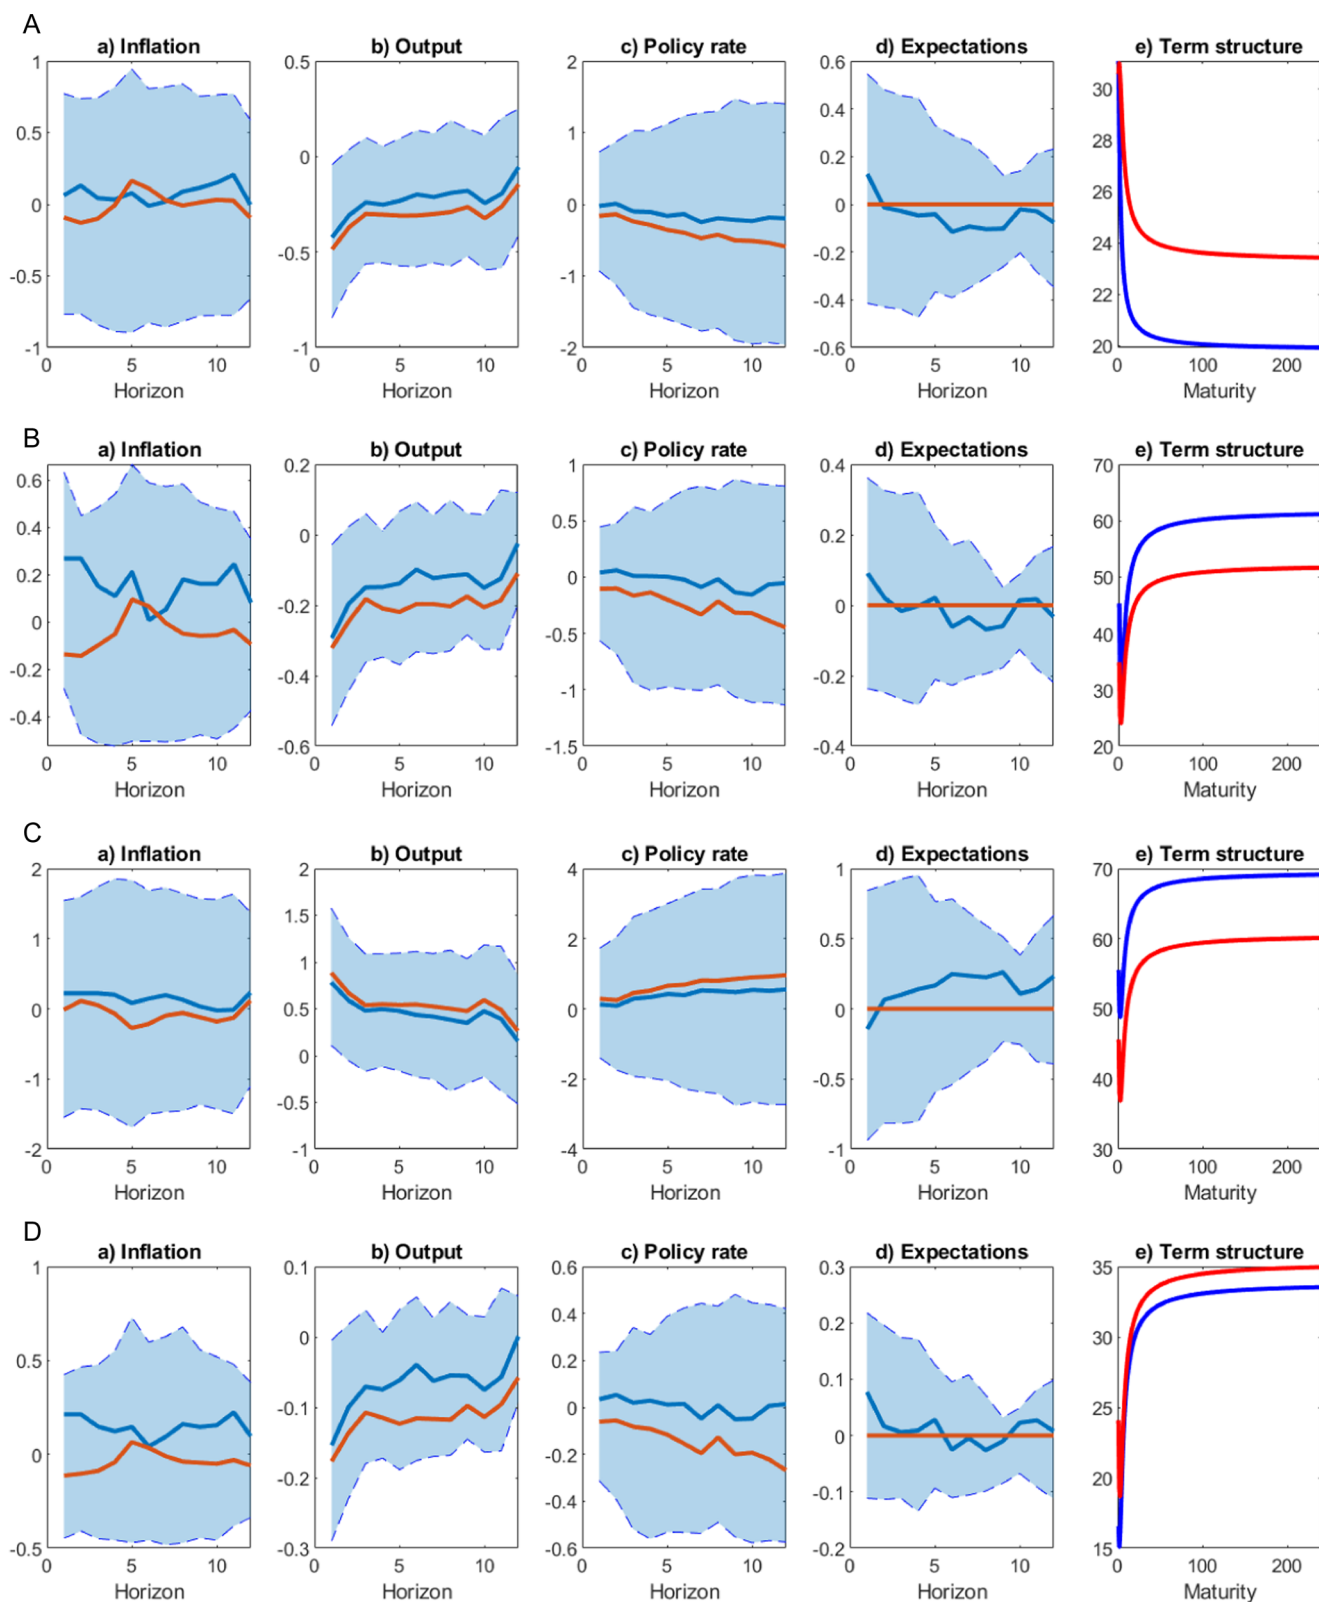 A
a) Inflation b) Output c) Policy rate d) Expectations e) Term structure
1 0.5 0 -0.5 -1
0.5 0 -0.5 -1
2 1 0 -1 -2
0.6 0.4 0.2 0 -0.2 -0.4 -0.6
30 28 26 24 22 20
0 5 10 0 5 10 0 5 10 0 5 10 0 100 200
Horizon Horizon Horizon Horizon Maturity
B
a) Inflation b) Output c) Policy rate d) Expectations e) Term structure
0.6 0.4 0.2 0 -0.2 -0.4
0.2 0 -0.2 -0.4 -0.6
1 0.5 0 -0.5 -1 -1.5
0.4 0.2 0 -0.2 -0.4
70 60 50 40 30 20
0 5 10 0 5 10 0 5 10 0 5 10 0 100 200
Horizon Horizon Horizon Horizon Maturity
C
a) Inflation b) Output c) Policy rate d) Expectations e) Term structure
2 1 0 -1 -2
2 1.5 1 0.5 0 -0.5 -1
4 2 0 -2 -4
1 0.5 0 -0.5 -1
70 60 50 40 30
0 5 10 0 5 10 0 5 10 0 5 10 0 100 200
Horizon Horizon Horizon Horizon Maturity
D
a) Inflation b) Output c) Policy rate d) Expectations e) Term structure
1 0.5 0 -0.5
0.1 0 -0.1 -0.2 -0.3
0.6 0.4 0.2 0 -0.2 -0.4 -0.6
0.3 0.2 0.1 0 -0.1 -0.2
35 30 25 20 15
0 5 10 0 5 10 0 5 10 0 5 10 0 100 200
Horizon Horizon Horizon Horizon Maturity